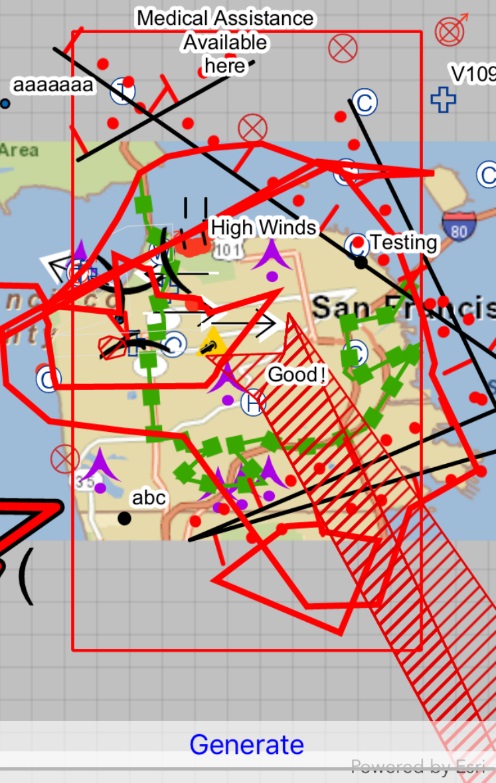 Medical Assistance
Available
here
V109
aaaaaaa
T
C
C
Area
C
C
High Winds
101
80
Testing
San Francis
C
C
C
Good!
H
35
abc
Generate
Powered by Esri